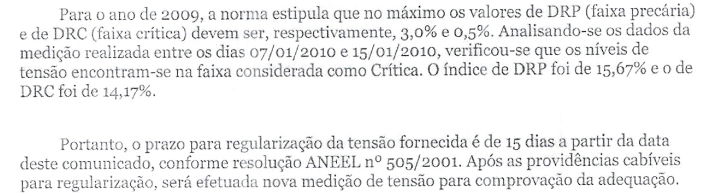 Para o ano de 2009, a norma estipula que no máximo os valores de DRP (faixa precária)
e de DRC (faixa crítica) devem ser, respectivamente, 3,0% e 0,5%. Analisando-se os dados da
medição realizada entre os dias 07/01/2010 e 15/01/2010, verificou-se que os níveis de
tensão encontram-se na faixa considerada como Crítica. O índice de DRP foi de 15,67% e o de
DRC foi de 14,17%.
Portanto, o prazo para regularização da tensão fornecida é de 15 dias a partir da data
deste comunicado, conforme resolução ANEEL nº 505/2001. Após as providências cabíveis
para regularização, será efetuada nova medição de tensão para comprovação da adequação.